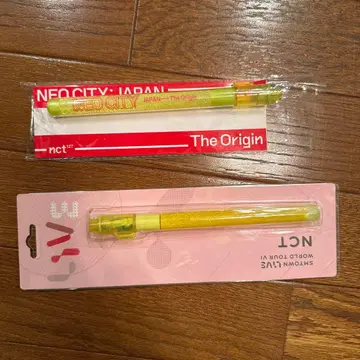 NEO CITY : JAPAN
NEO CITY JAPAN The Origin
nct 127
The Origin
LIVE
SMTOWN LIVE
WORLD TOUR VI
NCT